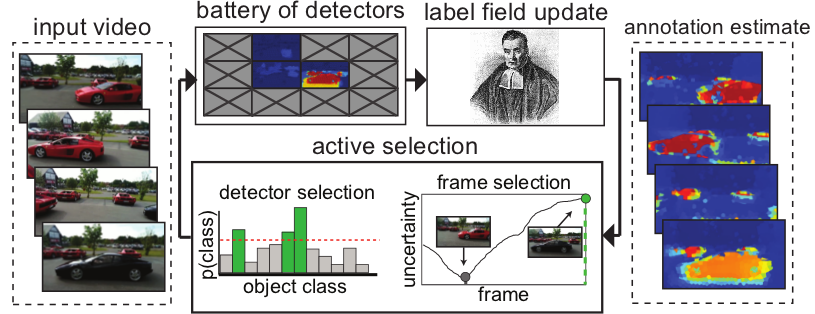 input video
battery of detectors
label field update
annotation estimate
active selection
detector selection
p(class)
object class
frame selection
uncertainty
frame